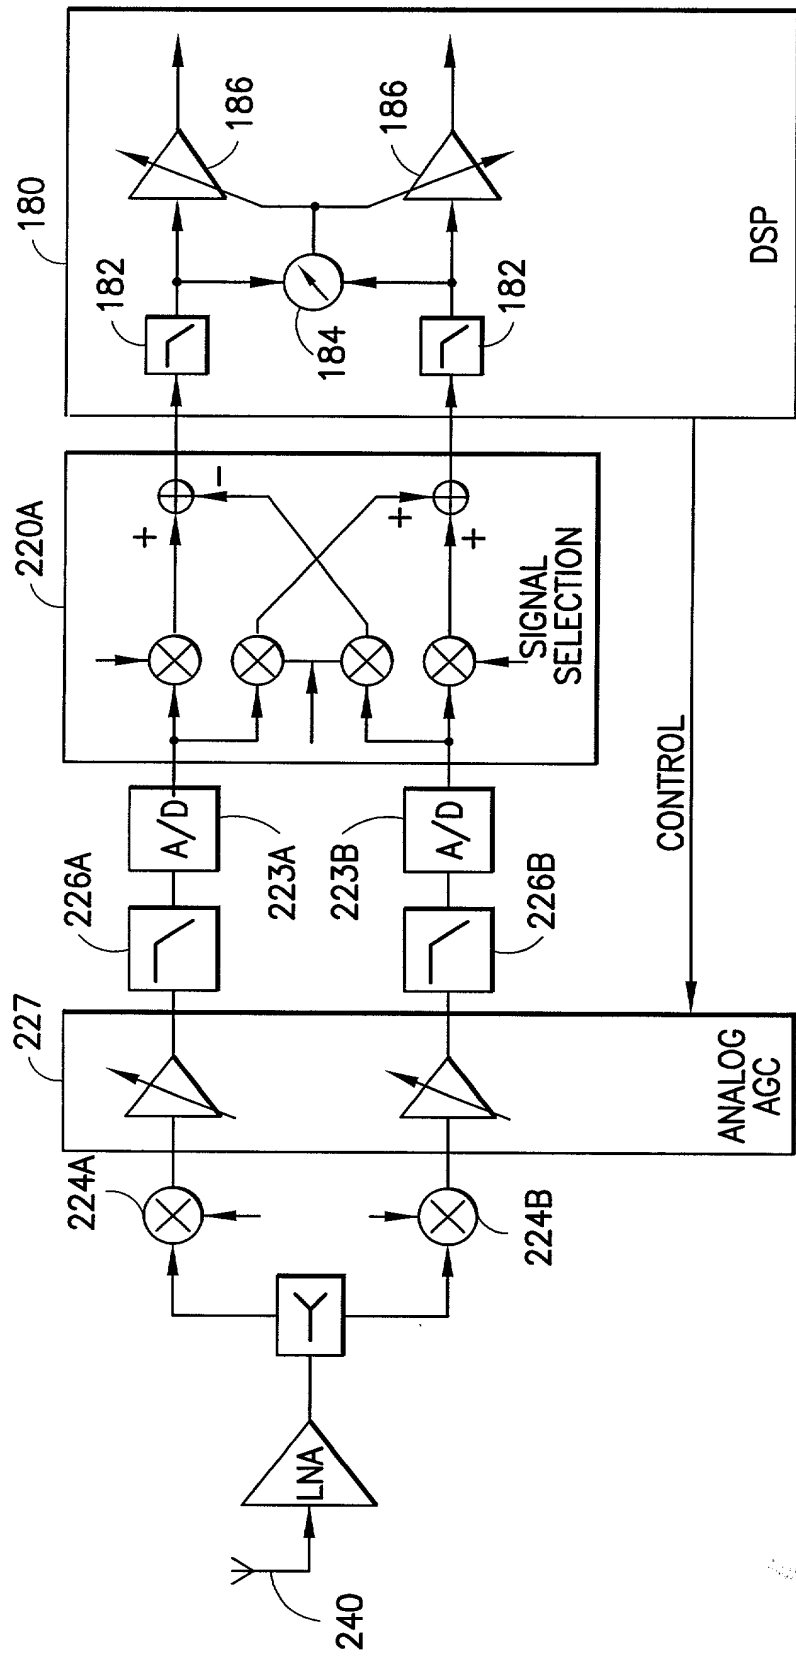 240
LNA
224A
224B
227
ANALOG
AGC
226A
226B
A/D
223A
223B
A/D
220A
+
−
+
+
SIGNAL
SELECTION
CONTROL
180
182
182
184
186
186
DSP